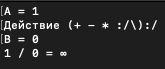 [A = 1
[Действие (+ - * :/\):/
[B = 0
1 / 0 = ∞